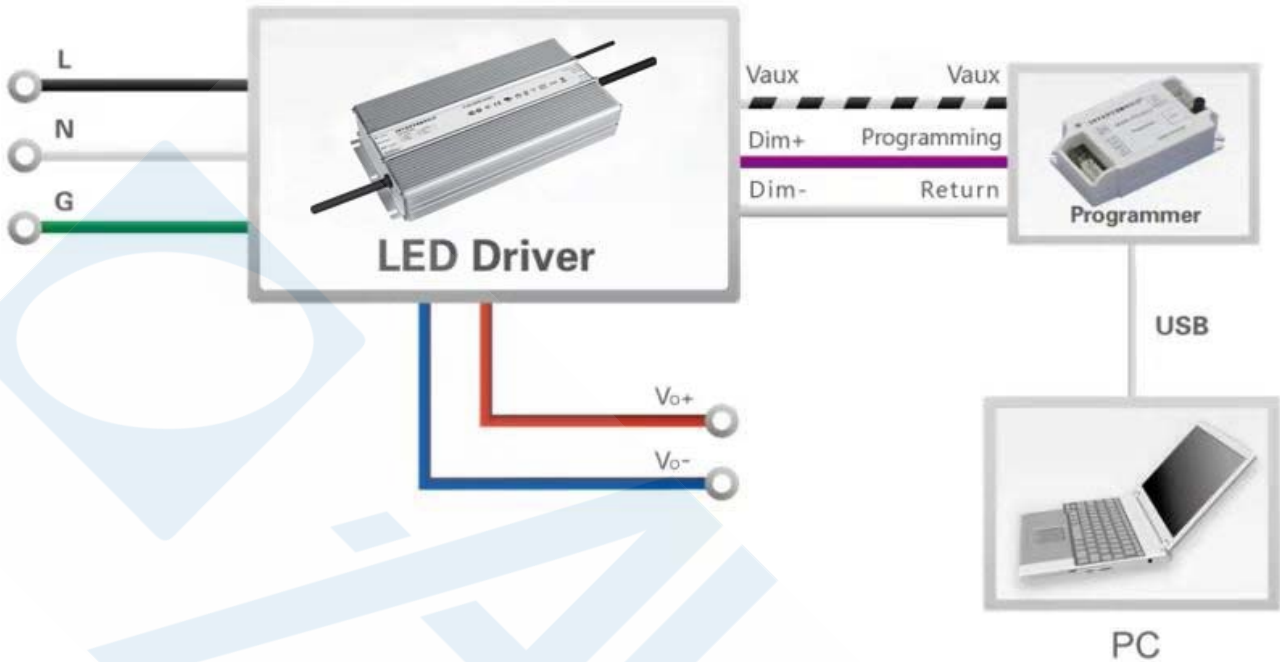 L
N
G
LED Driver
Vaux Vaux
Dim+ Programming
Dim- Return
Programmer
USB
Vo+
Vo-
PC